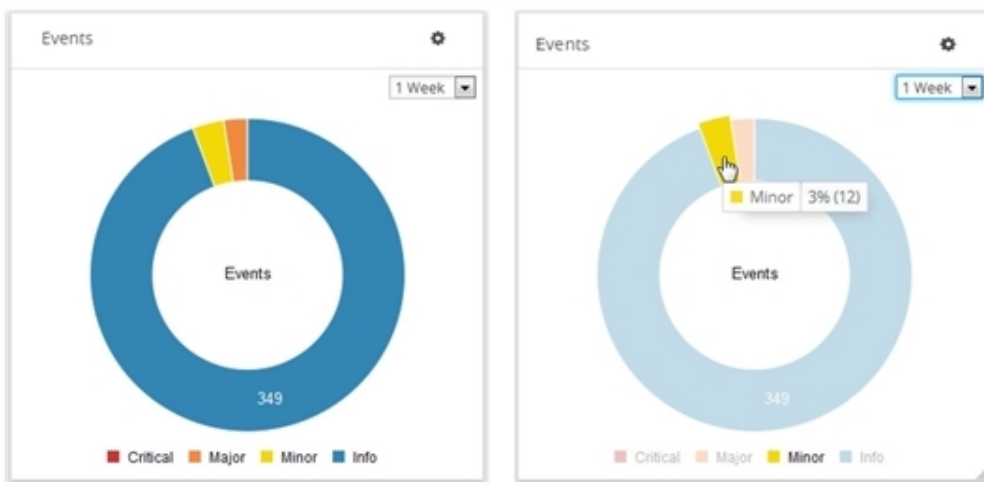 Events
1 Week
Events
349
Critical Major Minor Info
Events
1 Week
Minor 3% (12)
Events
349
Critical Major Minor Info